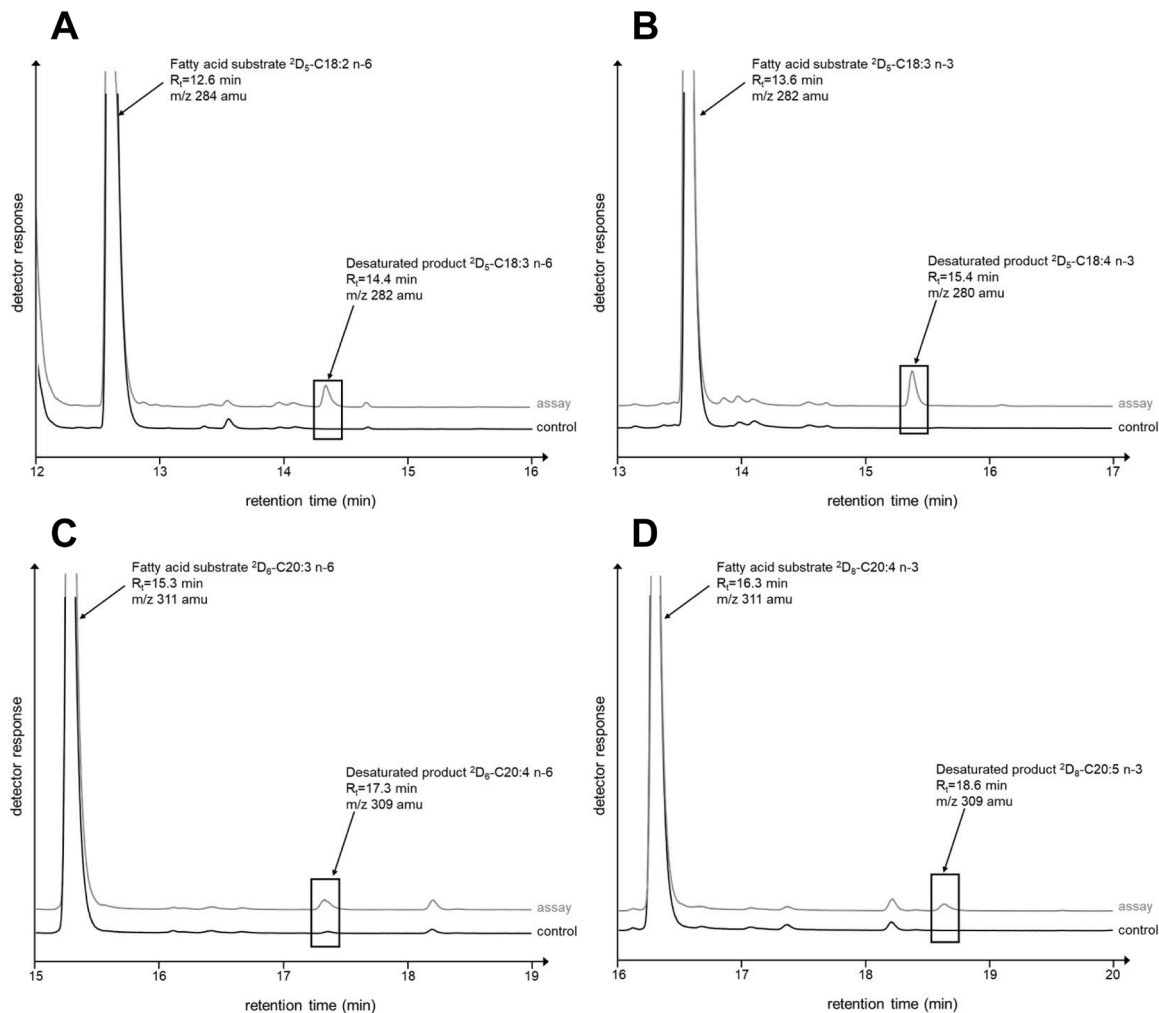 A
Fatty acid substrate ²D₅-C18:2 n-6
Rₜ=12.6 min
m/z 284 amu
Desaturated product ²D₅-C18:3 n-6
Rₜ=14.4 min
m/z 282 amu
detector response
assay
control
12 13 14 15 16
retention time (min)
B
Fatty acid substrate ²D₅-C18:3 n-3
Rₜ=13.6 min
m/z 282 amu
Desaturated product ²D₅-C18:4 n-3
Rₜ=15.4 min
m/z 280 amu
detector response
assay
control
13 14 15 16 17
retention time (min)
C
Fatty acid substrate ²D₆-C20:3 n-6
Rₜ=15.3 min
m/z 311 amu
Desaturated product ²D₆-C20:4 n-6
Rₜ=17.3 min
m/z 309 amu
detector response
assay
control
15 16 17 18 19
retention time (min)
D
Fatty acid substrate ²D₈-C20:4 n-3
Rₜ=16.3 min
m/z 311 amu
Desaturated product ²D₈-C20:5 n-3
Rₜ=18.6 min
m/z 309 amu
detector response
assay
control
16 17 18 19 20
retention time (min)